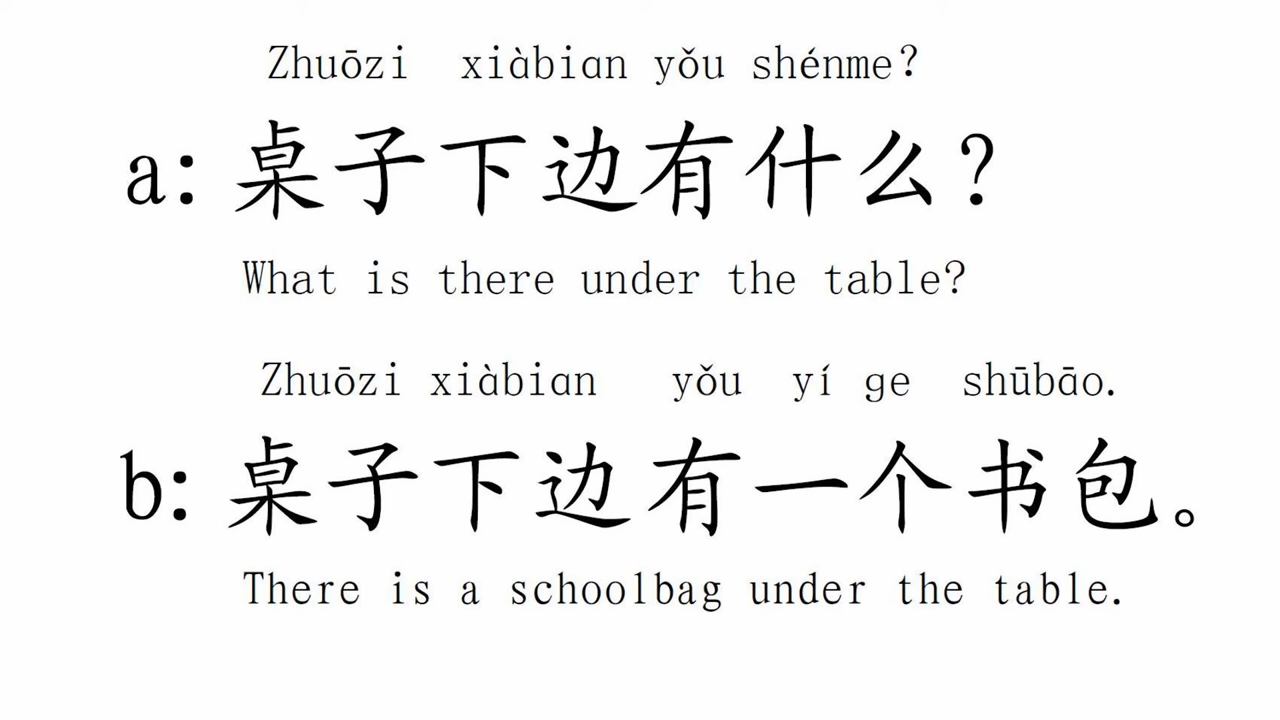 Zhuōzi xiàbian yǒu shénme?
a: 桌子下边有什么?
What is there under the table?
Zhuōzi xiàbian yǒu yí ge shūbāo.
b: 桌子下边有一个书包。
There is a schoolbag under the table.